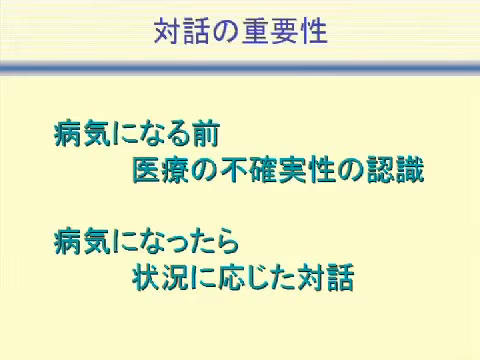 対話の重要性
病気になる前
医療の不確実性の認識
病気になったら
状況に応じた対話